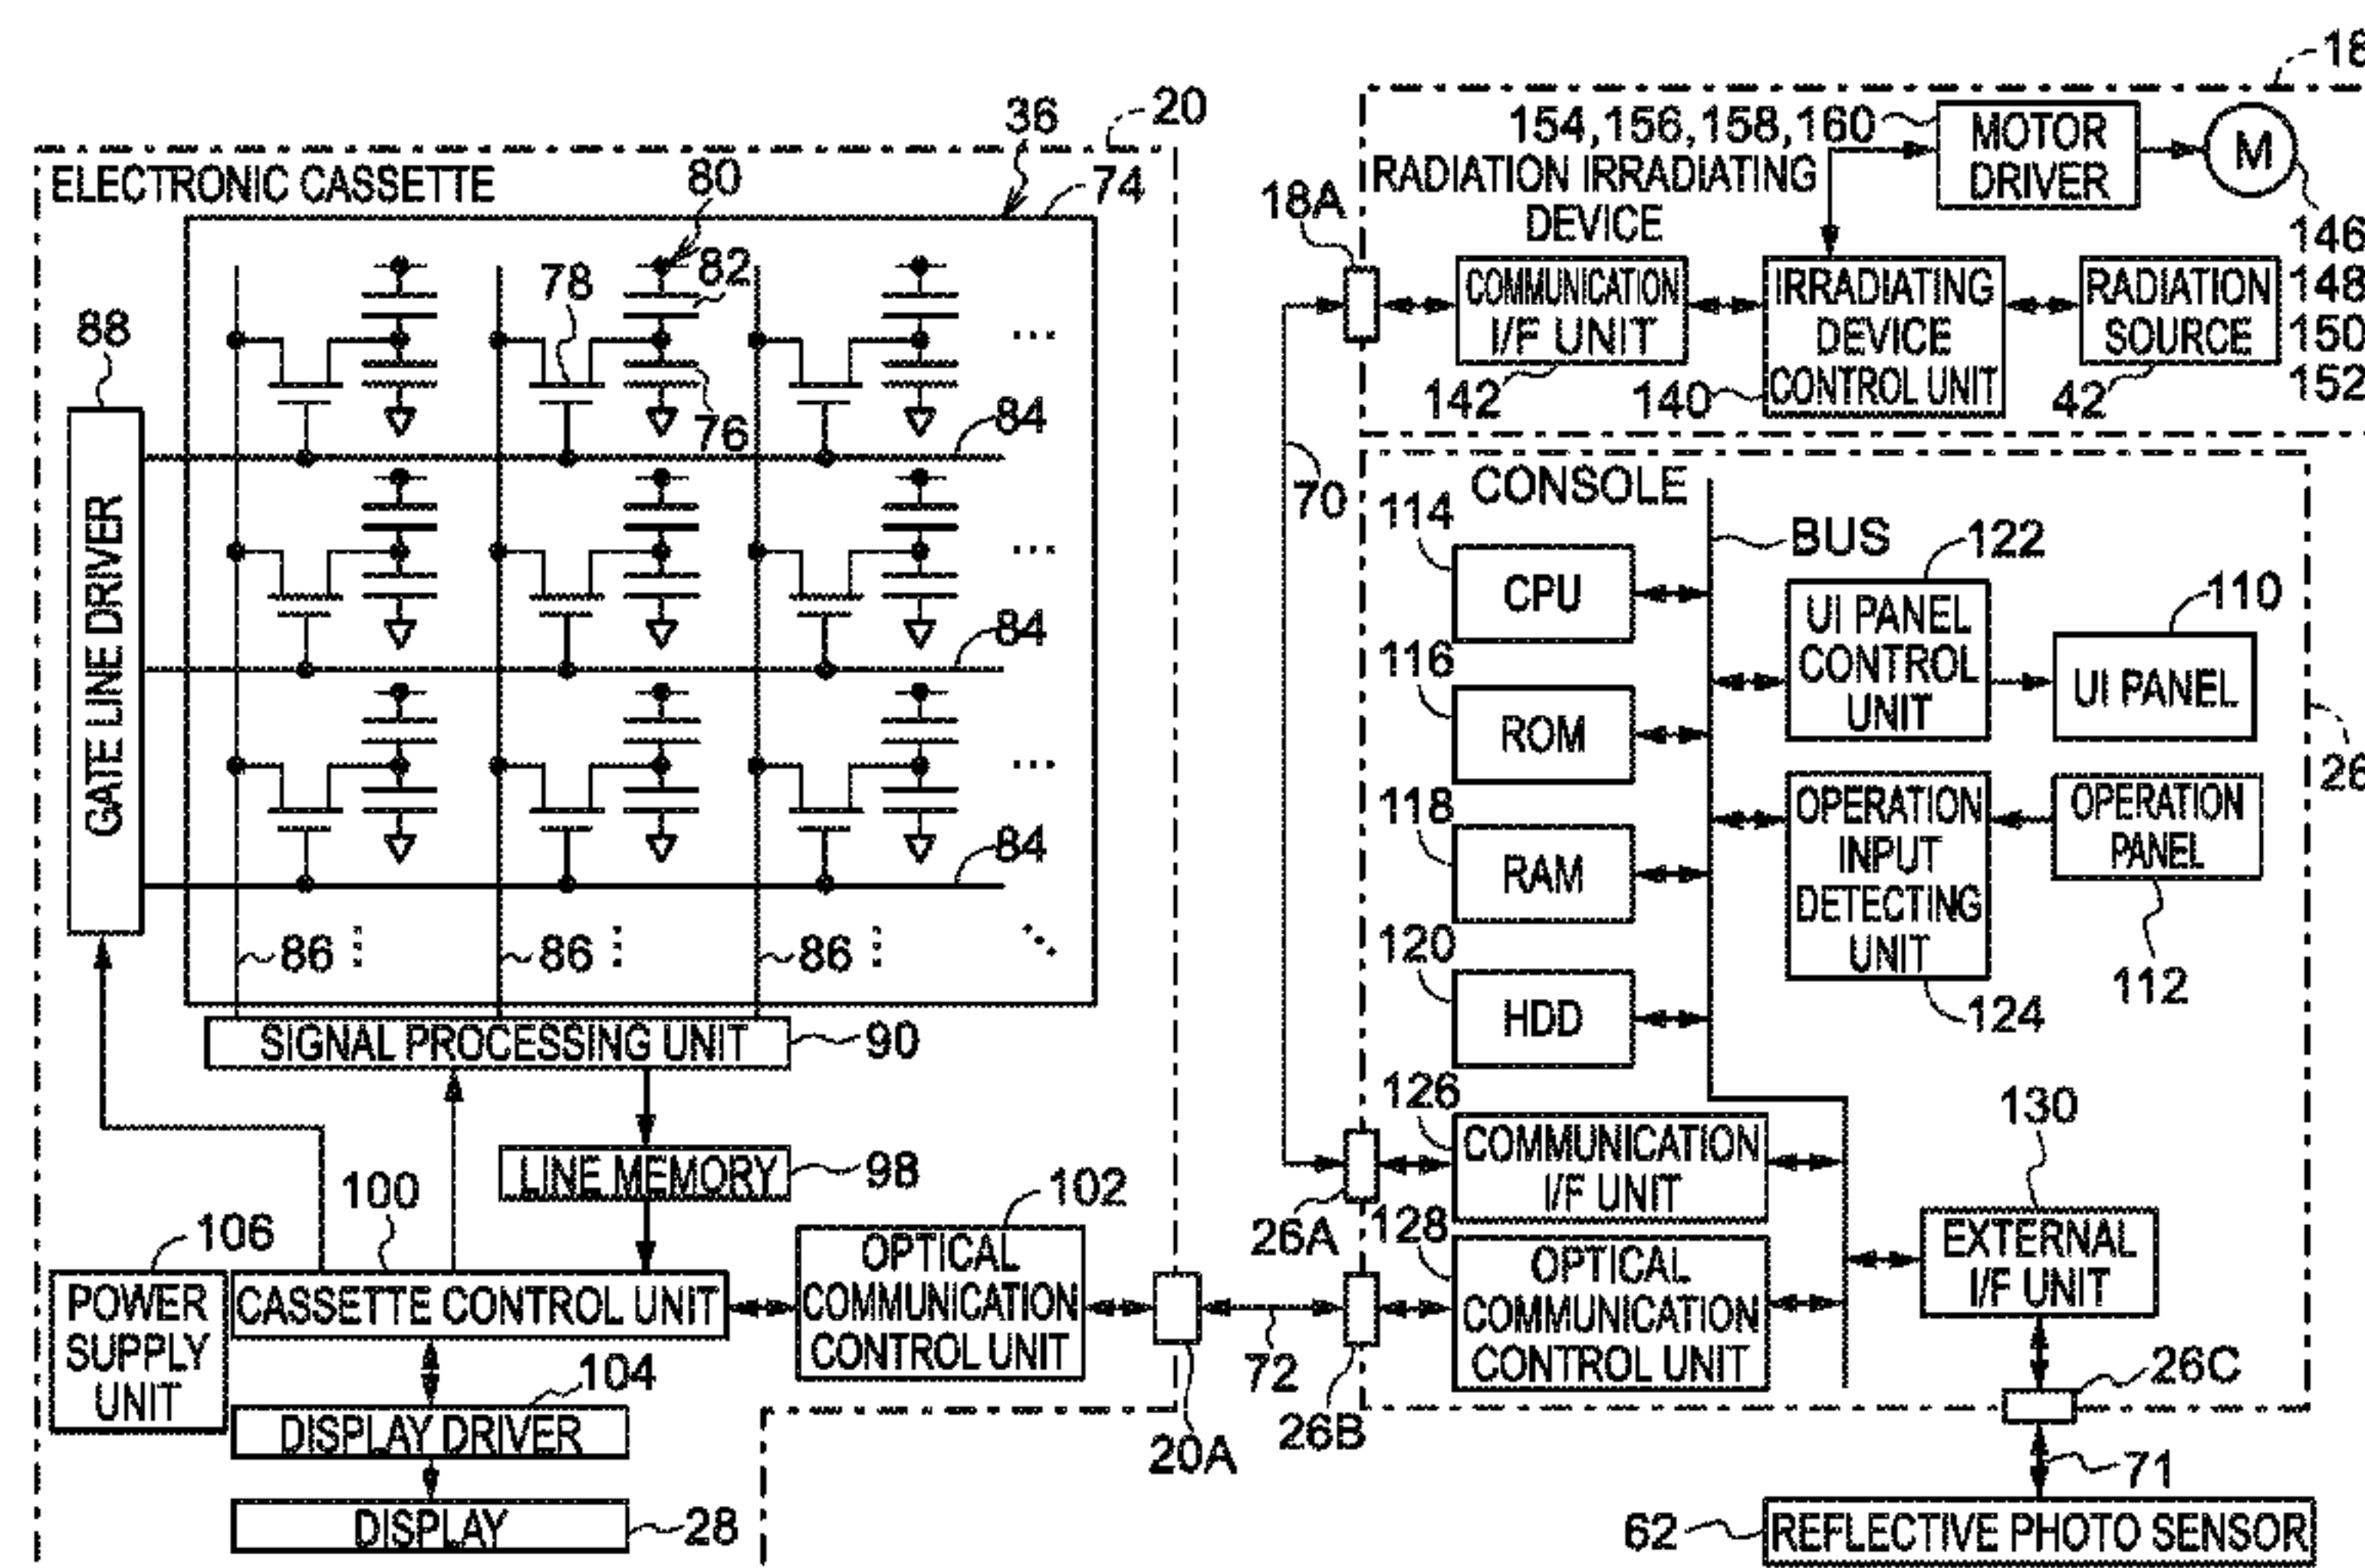 ELECTRONIC CASSETTE
36
20
74
80
82
78
76
88
GATE LINE DRIVER
84
84
84
...
...
...
86
86
86
SIGNAL PROCESSING UNIT
90
LINE MEMORY
98
100
CASSETTE CONTROL UNIT
106
POWER
SUPPLY
UNIT
102
OPTICAL
COMMUNICATION
CONTROL UNIT
104
DISPLAY DRIVER
DISPLAY
28
20A
72
70
18
154,156,158,160
RADIATION IRRADIATING
DEVICE
MOTOR
DRIVER
M
146
148
150
152
18A
COMMUNICATION
I/F UNIT
142
IRRADIATING
DEVICE
CONTROL UNIT
140
RADIATION
SOURCE
42
CONSOLE
BUS
114
CPU
116
ROM
118
RAM
120
HDD
122
UI PANEL
CONTROL
UNIT
110
UI PANEL
26
OPERATION
INPUT
DETECTING
UNIT
124
OPERATION
PANEL
112
126
COMMUNICATION
I/F UNIT
26A
128
OPTICAL
COMMUNICATION
CONTROL UNIT
26B
130
EXTERNAL
I/F UNIT
26C
71
62
REFLECTIVE PHOTO SENSOR